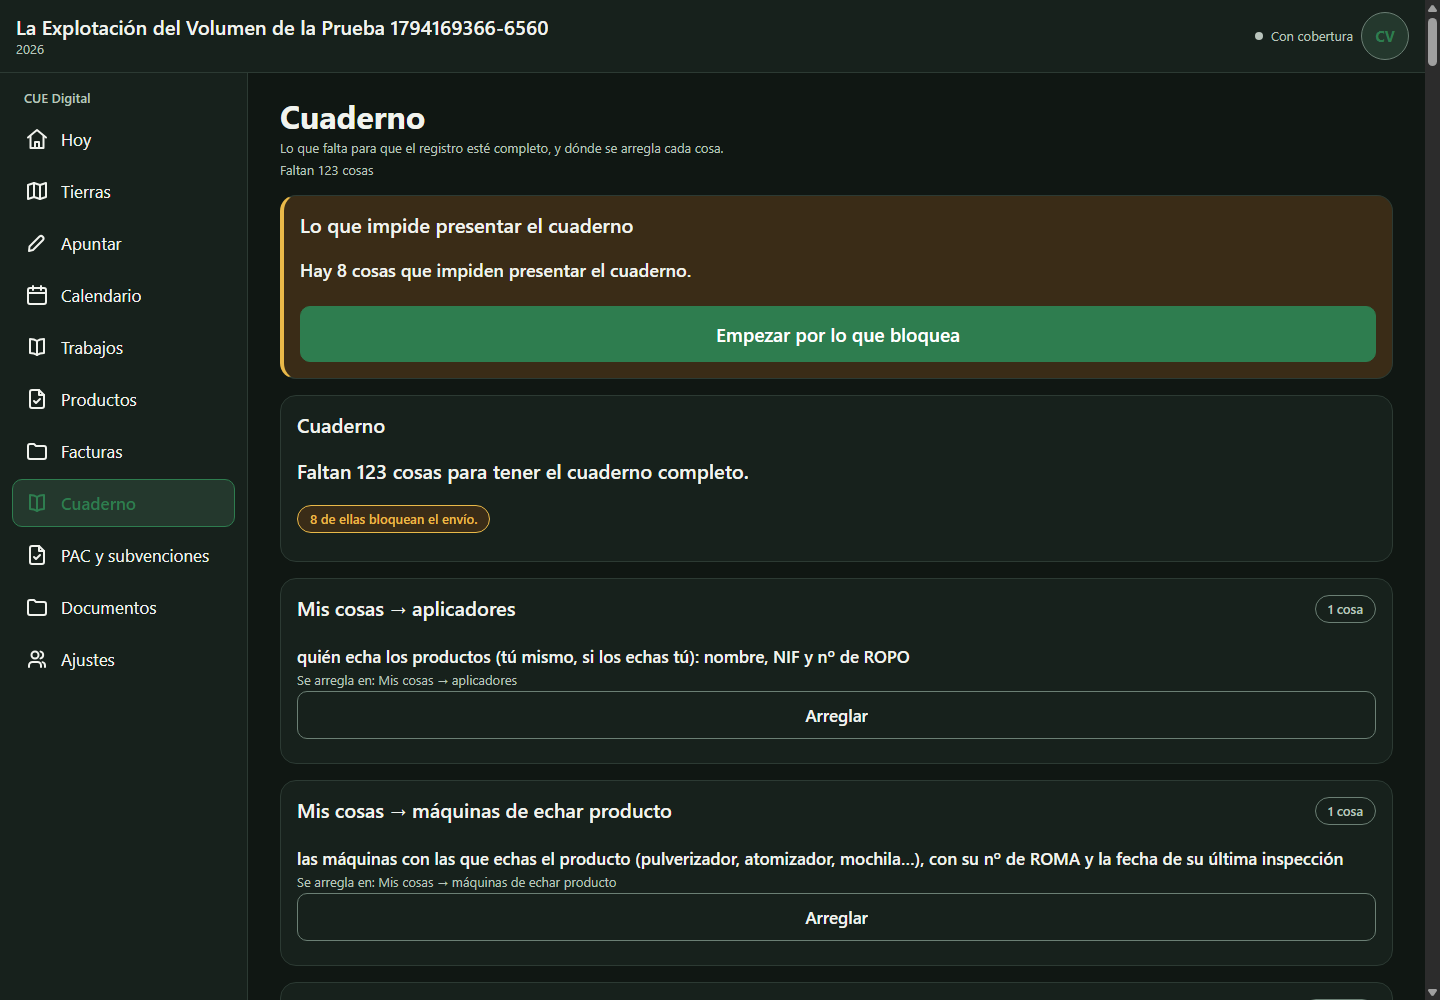 La Explotación del Volumen de la Prueba 1794169366-6560
2026
Con cobertura
CV
CUE Digital
Hoy
Tierras
Apuntar
Calendario
Trabajos
Productos
Facturas
Cuaderno
PAC y subvenciones
Documentos
Ajustes
Cuaderno
Lo que falta para que el registro esté completo, y dónde se arregla cada cosa.
Faltan 123 cosas
Lo que impide presentar el cuaderno
Hay 8 cosas que impiden presentar el cuaderno.
Empezar por lo que bloquea
Cuaderno
Faltan 123 cosas para tener el cuaderno completo.
8 de ellas bloquean el envío.
Mis cosas → aplicadores
1 cosa
quién echa los productos (tú mismo, si los echas tú): nombre, NIF y nº de ROPO
Se arregla en: Mis cosas → aplicadores
Arreglar
Mis cosas → máquinas de echar producto
1 cosa
las máquinas con las que echas el producto (pulverizador, atomizador, mochila…), con su nº de ROMA y la fecha de su última inspección
Se arregla en: Mis cosas → máquinas de echar producto
Arreglar